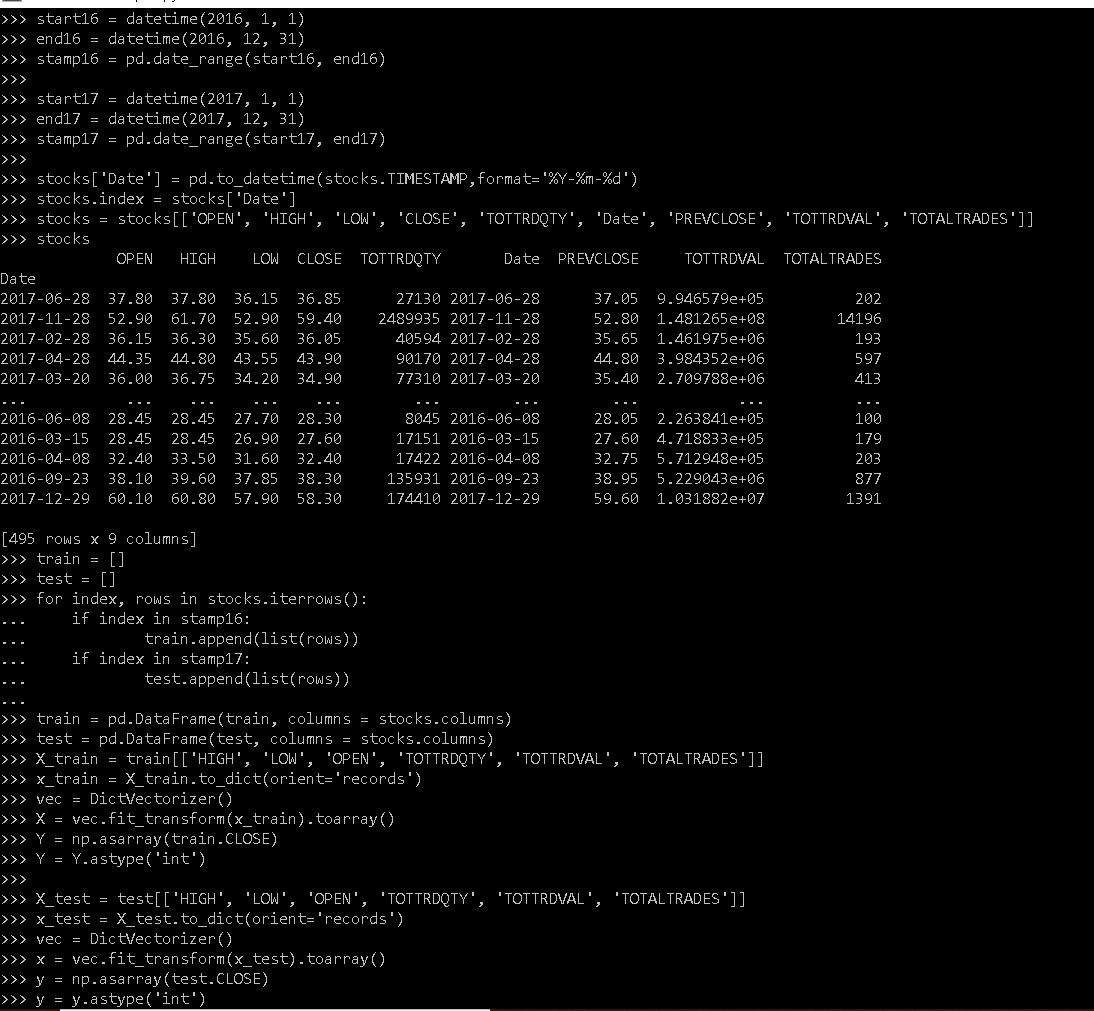 >>> start16 = datetime(2016, 1, 1)
>>> end16 = datetime(2016, 12, 31)
>>> stamp16 = pd.date_range(start16, end16)
>>>
>>> start17 = datetime(2017, 1, 1)
>>> end17 = datetime(2017, 12, 31)
>>> stamp17 = pd.date_range(start17, end17)
>>>
>>> stocks['Date'] = pd.to_datetime(stocks.TIMESTAMP,format='%Y-%m-%d')
>>> stocks.index = stocks['Date']
>>> stocks = stocks[['OPEN', 'HIGH', 'LOW', 'CLOSE', 'TOTTRDQTY', 'Date', 'PREVCLOSE', 'TOTTRDVAL', 'TOTALTRADES']]
>>> stocks
             OPEN   HIGH    LOW  CLOSE  TOTTRDQTY       Date  PREVCLOSE     TOTTRDVAL  TOTALTRADES
Date
2017-06-28  37.80  37.80  36.15  36.85      27130 2017-06-28      37.05  9.946579e+05          202
2017-11-28  52.90  61.70  52.90  59.40    2489935 2017-11-28      52.80  1.481265e+08        14196
2017-02-28  36.15  36.30  35.60  36.05      40594 2017-02-28      35.65  1.461975e+06          193
2017-04-28  44.35  44.80  43.55  43.90      90170 2017-04-28      44.80  3.984352e+06          597
2017-03-20  36.00  36.75  34.20  34.90      77310 2017-03-20      35.40  2.709788e+06          413
...           ...    ...    ...    ...        ...        ...        ...           ...          ...
2016-06-08  28.45  28.45  27.70  28.30       8045 2016-06-08      28.05  2.263841e+05          100
2016-03-15  28.45  28.45  26.90  27.60      17151 2016-03-15      27.60  4.718833e+05          179
2016-04-08  32.40  33.50  31.60  32.40      17422 2016-04-08      32.75  5.712948e+05          203
2016-09-23  38.10  39.60  37.85  38.30     135931 2016-09-23      38.95  5.229043e+06          877
2017-12-29  60.10  60.80  57.90  58.30     174410 2017-12-29      59.60  1.031882e+07         1391

[495 rows x 9 columns]
>>> train = []
>>> test = []
>>> for index, rows in stocks.iterrows():
...     if index in stamp16:
...             train.append(list(rows))
...     if index in stamp17:
...             test.append(list(rows))
...
>>> train = pd.DataFrame(train, columns = stocks.columns)
>>> test = pd.DataFrame(test, columns = stocks.columns)
>>> X_train = train[['HIGH', 'LOW', 'OPEN', 'TOTTRDQTY', 'TOTTRDVAL', 'TOTALTRADES']]
>>> x_train = X_train.to_dict(orient='records')
>>> vec = DictVectorizer()
>>> X = vec.fit_transform(x_train).toarray()
>>> Y = np.asarray(train.CLOSE)
>>> Y = Y.astype('int')
>>>
>>> X_test = test[['HIGH', 'LOW', 'OPEN', 'TOTTRDQTY', 'TOTTRDVAL', 'TOTALTRADES']]
>>> x_test = X_test.to_dict(orient='records')
>>> vec = DictVectorizer()
>>> x = vec.fit_transform(x_test).toarray()
>>> y = np.asarray(test.CLOSE)
>>> y = y.astype('int')